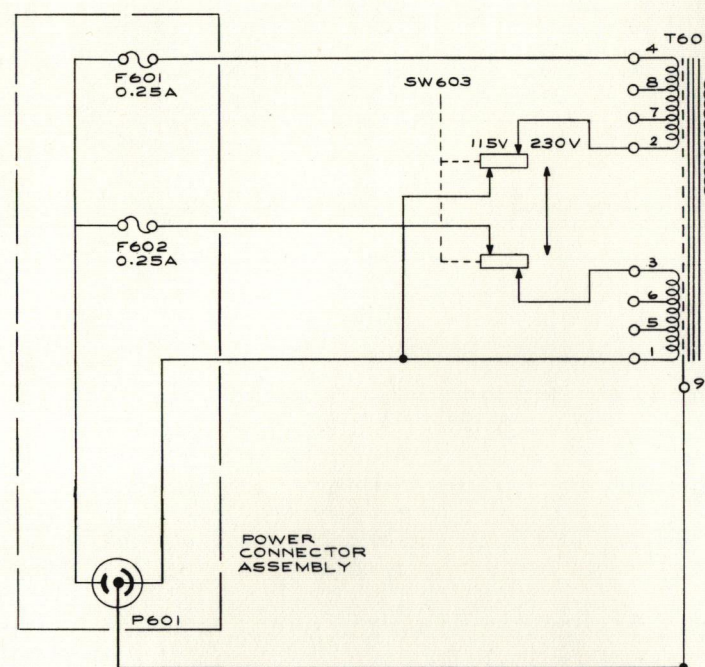 F601
0.25A
SW603
4
T60
8
7
2
115V 230V
F602
0.25A
3
6
5
1
9
POWER
CONNECTOR
ASSEMBLY
P601